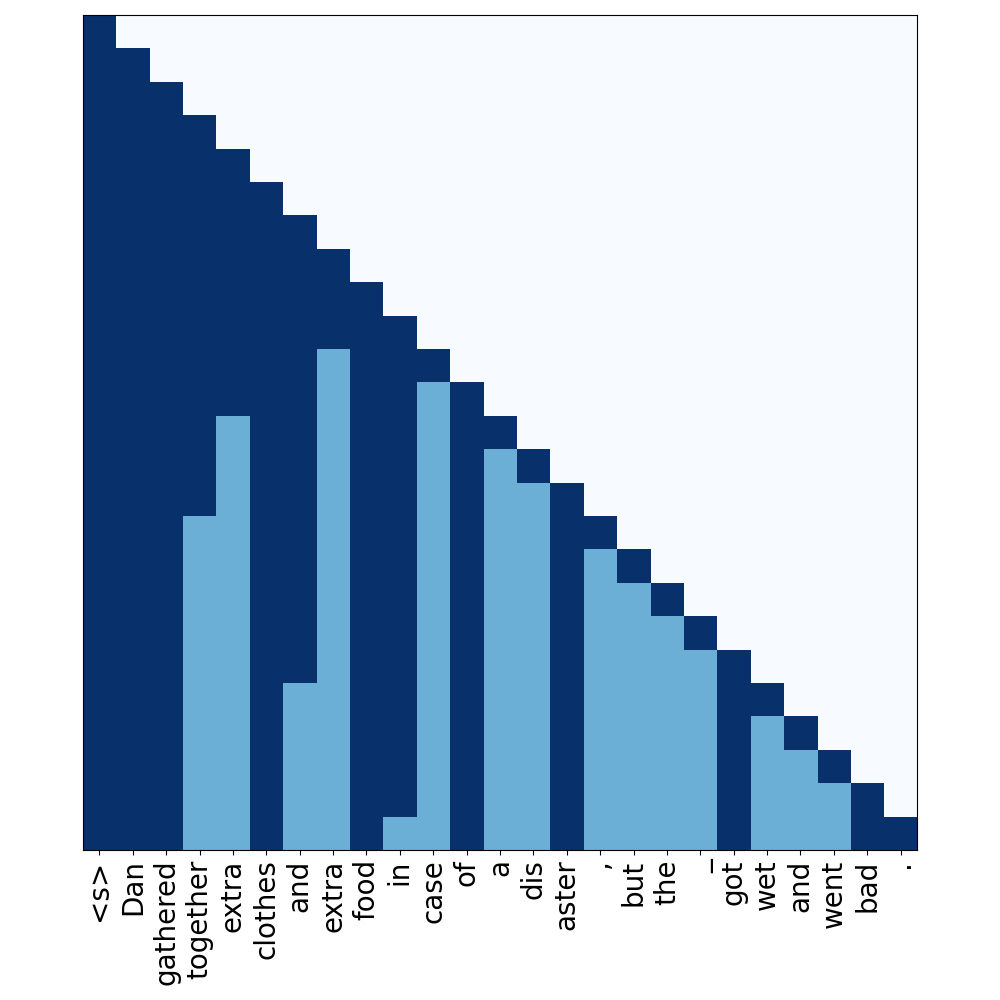 <s>
Dan
gathered
together
extra
clothes
and
extra
food
in
case
of
a
dis
aster
,
but
the
_
got
wet
and
went
bad
.